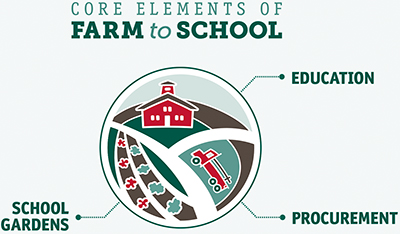 CORE ELEMENTS OF
FARM to SCHOOL
EDUCATION
SCHOOL
GARDENS
PROCUREMENT